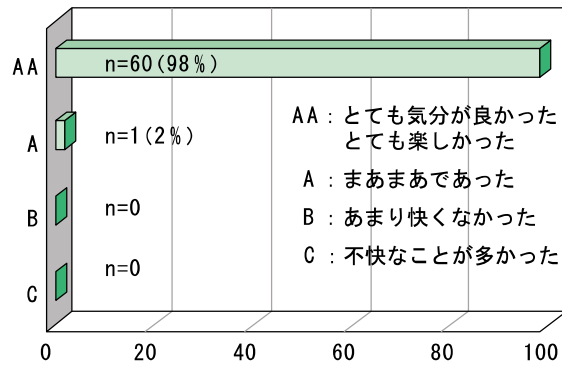 AA
n=60(98%)
A
n=1(2%)
B
n=0
C
n=0
AA：とても気分が良かった
とても楽しかった
A：まあまあであった
B：あまり快くなかった
C：不快なことが多かった
0 20 40 60 80 100